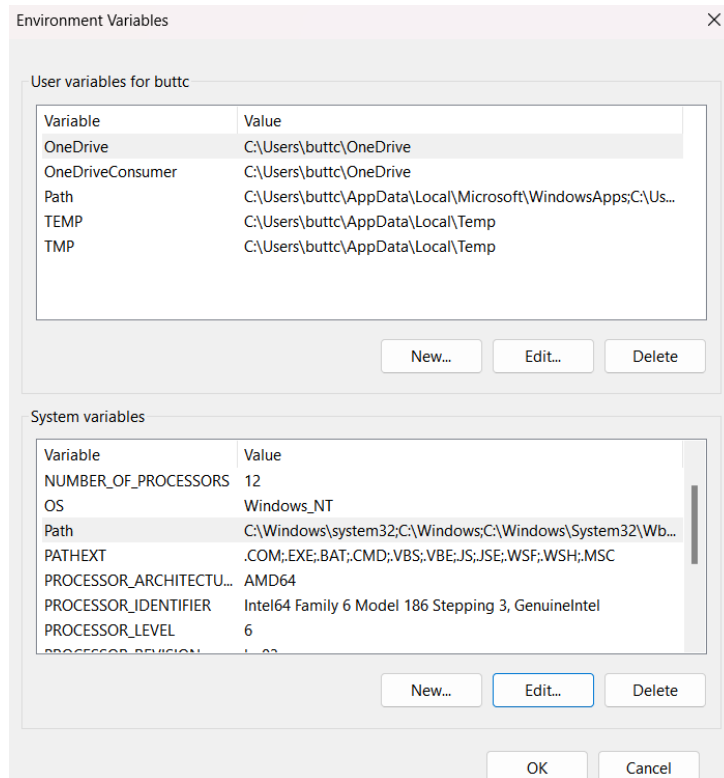 Environment Variables
User variables for buttc
Variable Value
OneDrive C:\Users\buttc\OneDrive
OneDriveConsumer C:\Users\buttc\OneDrive
Path C:\Users\buttc\AppData\Local\Microsoft\WindowsApps;C:\Us...
TEMP C:\Users\buttc\AppData\Local\Temp
TMP C:\Users\buttc\AppData\Local\Temp
New... Edit... Delete
System variables
Variable Value
NUMBER_OF_PROCESSORS 12
OS Windows_NT
Path C:\Windows\system32;C:\Windows;C:\Windows\System32\Wb...
PATHEXT .COM;.EXE;.BAT;.CMD;.VBS;.VBE;.JS;.JSE;.WSF;.WSH;.MSC
PROCESSOR_ARCHITECTU... AMD64
PROCESSOR_IDENTIFIER Intel64 Family 6 Model 186 Stepping 3, GenuineIntel
PROCESSOR_LEVEL 6
New... Edit... Delete
OK Cancel